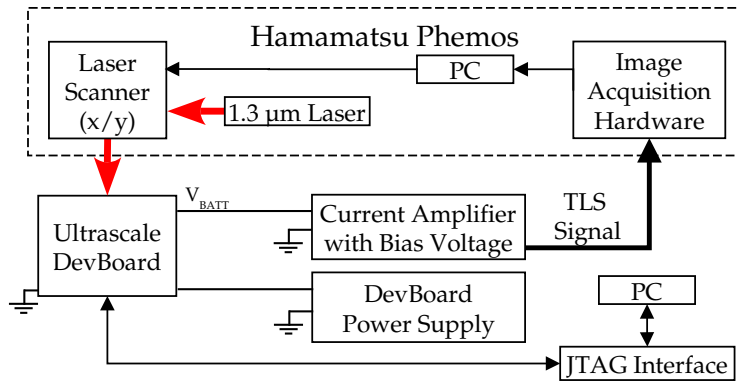 Hamamatsu Phemos
Laser
Scanner
(x/y)
PC
Image
Acquisition
Hardware
1.3 µm Laser
V_BATT
Ultrascale
DevBoard
Current Amplifier
with Bias Voltage
TLS
Signal
DevBoard
Power Supply
PC
JTAG Interface